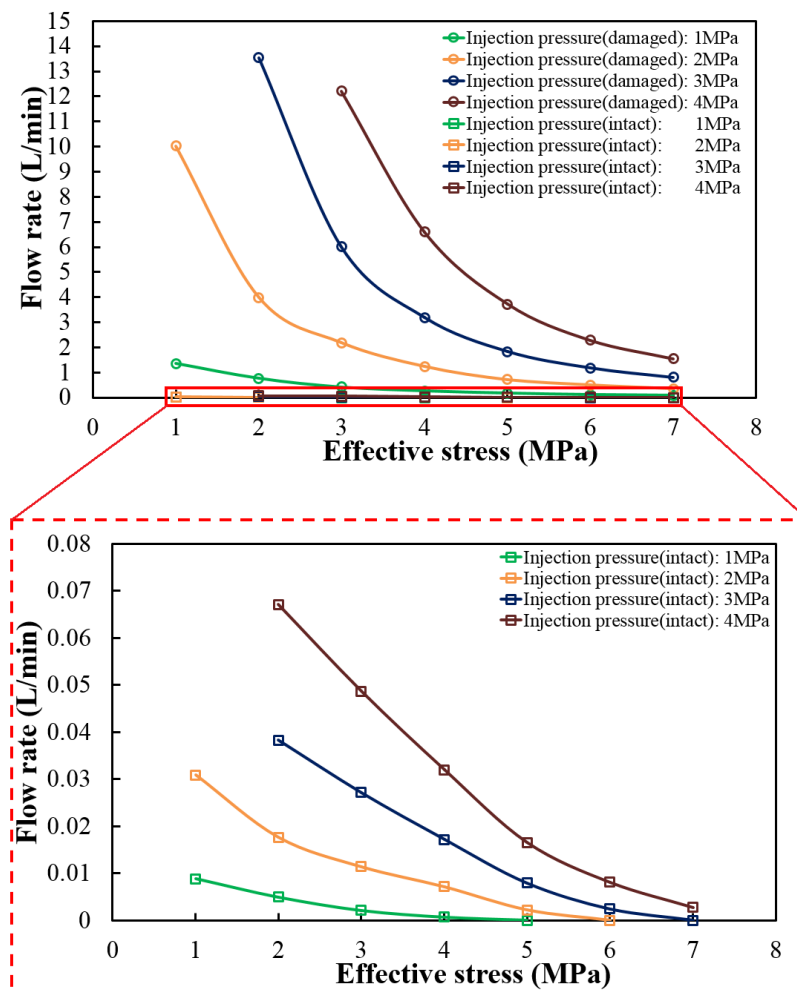 15
14
13
12
11
10
9
8
7
6
5
4
3
2
1
0
Flow rate (L/min)
Injection pressure(damaged): 1MPa
Injection pressure(damaged): 2MPa
Injection pressure(damaged): 3MPa
Injection pressure(damaged): 4MPa
Injection pressure(intact): 1MPa
Injection pressure(intact): 2MPa
Injection pressure(intact): 3MPa
Injection pressure(intact): 4MPa
0 1 2 3 4 5 6 7 8
Effective stress (MPa)
0.08
0.07
0.06
0.05
0.04
0.03
0.02
0.01
0
Flow rate (L/min)
Injection pressure(intact): 1MPa
Injection pressure(intact): 2MPa
Injection pressure(intact): 3MPa
Injection pressure(intact): 4MPa
0 1 2 3 4 5 6 7 8
Effective stress (MPa)